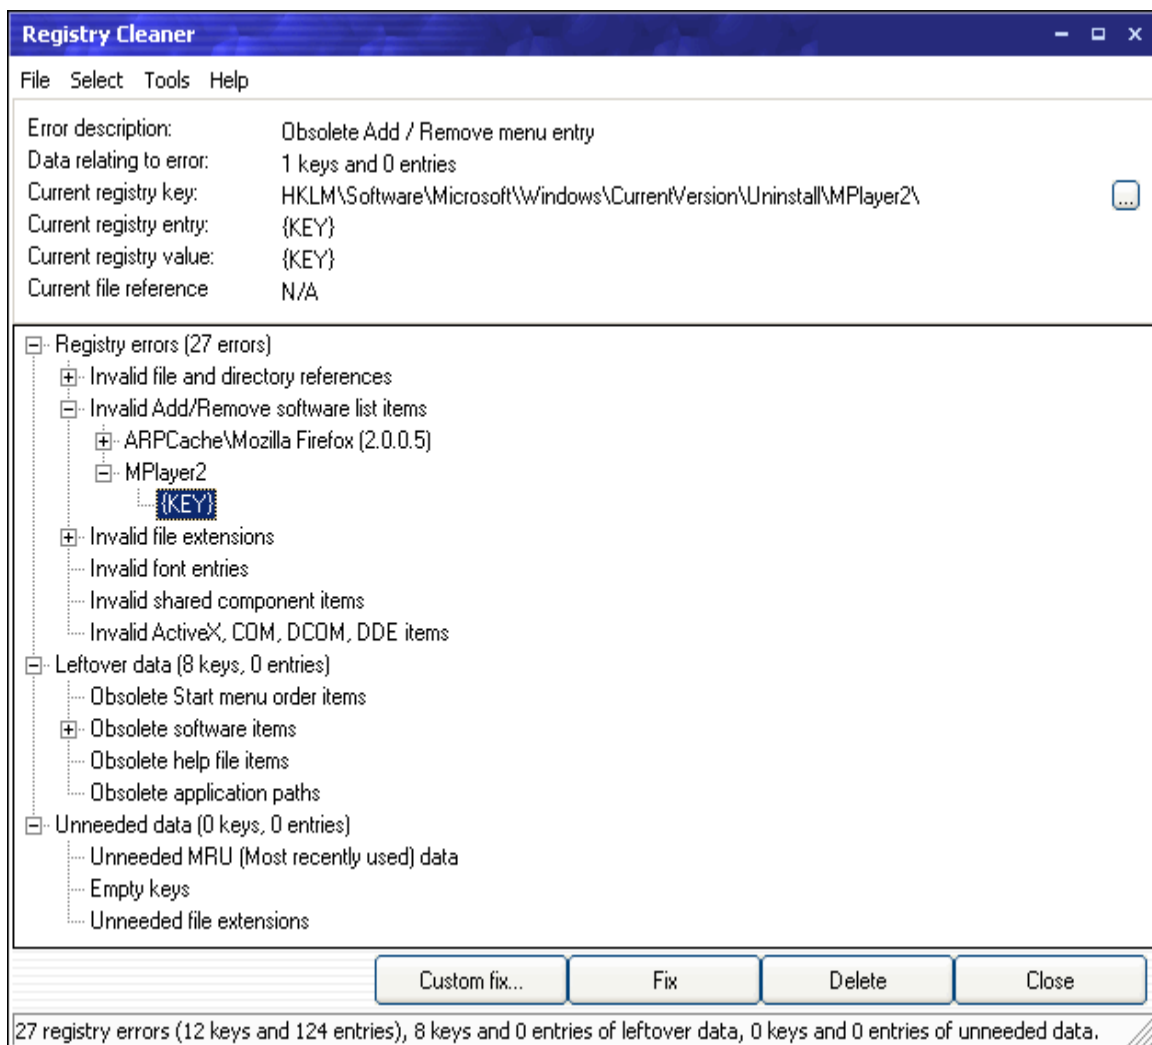 Registry Cleaner
File Select Tools Help
Error description: Obsolete Add / Remove menu entry
Data relating to error: 1 keys and 0 entries
Current registry key: HKLM\Software\Microsoft\Windows\CurrentVersion\Uninstall\MPlayer2\ ...
Current registry entry: {KEY}
Current registry value: {KEY}
Current file reference N/A
Registry errors (27 errors)
Invalid file and directory references
Invalid Add/Remove software list items
ARPCache\Mozilla Firefox (2.0.0.5)
MPlayer2
{KEY}
Invalid file extensions
Invalid font entries
Invalid shared component items
Invalid ActiveX, COM, DCOM, DDE items
Leftover data (8 keys, 0 entries)
Obsolete Start menu order items
Obsolete software items
Obsolete help file items
Obsolete application paths
Unneeded data (0 keys, 0 entries)
Unneeded MRU (Most recently used) data
Empty keys
Unneeded file extensions
Custom fix... Fix Delete Close
27 registry errors (12 keys and 124 entries), 8 keys and 0 entries of leftover data, 0 keys and 0 entries of unneeded data.